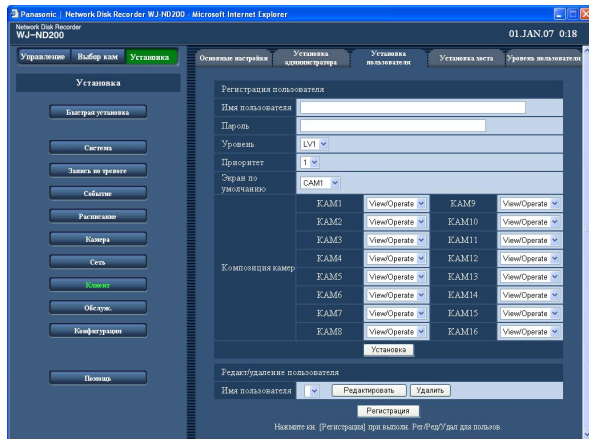 Panasonic | Network Disk Recorder WJ-ND200 - Microsoft Internet Explorer
Network Disk Recorder
WJ-ND200
01.JAN.07 0:18
Управление Выбор кам Установка
Основные настройки Установка администратора Установка пользователя Установка хоста Уровень пользователя
Установка
Быстрая установка
Система
Запись по тревоге
Событие
Расписание
Камера
Сеть
Клиент
Обслуж.
Конфигурация
Помощь
Регистрация пользователя
Имя пользователя
Пароль
Уровень LV1
Приоритет 1
Экран по умолчанию CAM1
Композиция камер
КАМ1 View/Operate КАМ9 View/Operate
КАМ2 View/Operate КАМ10 View/Operate
КАМ3 View/Operate КАМ11 View/Operate
КАМ4 View/Operate КАМ12 View/Operate
КАМ5 View/Operate КАМ13 View/Operate
КАМ6 View/Operate КАМ14 View/Operate
КАМ7 View/Operate КАМ15 View/Operate
КАМ8 View/Operate КАМ16 View/Operate
Установка
Редакт/удаление пользователя
Имя пользователя Редактировать Удалить
Регистрация
Нажмите кн. [Регистрация] при выполн. Рег/Ред/Удал для пользов